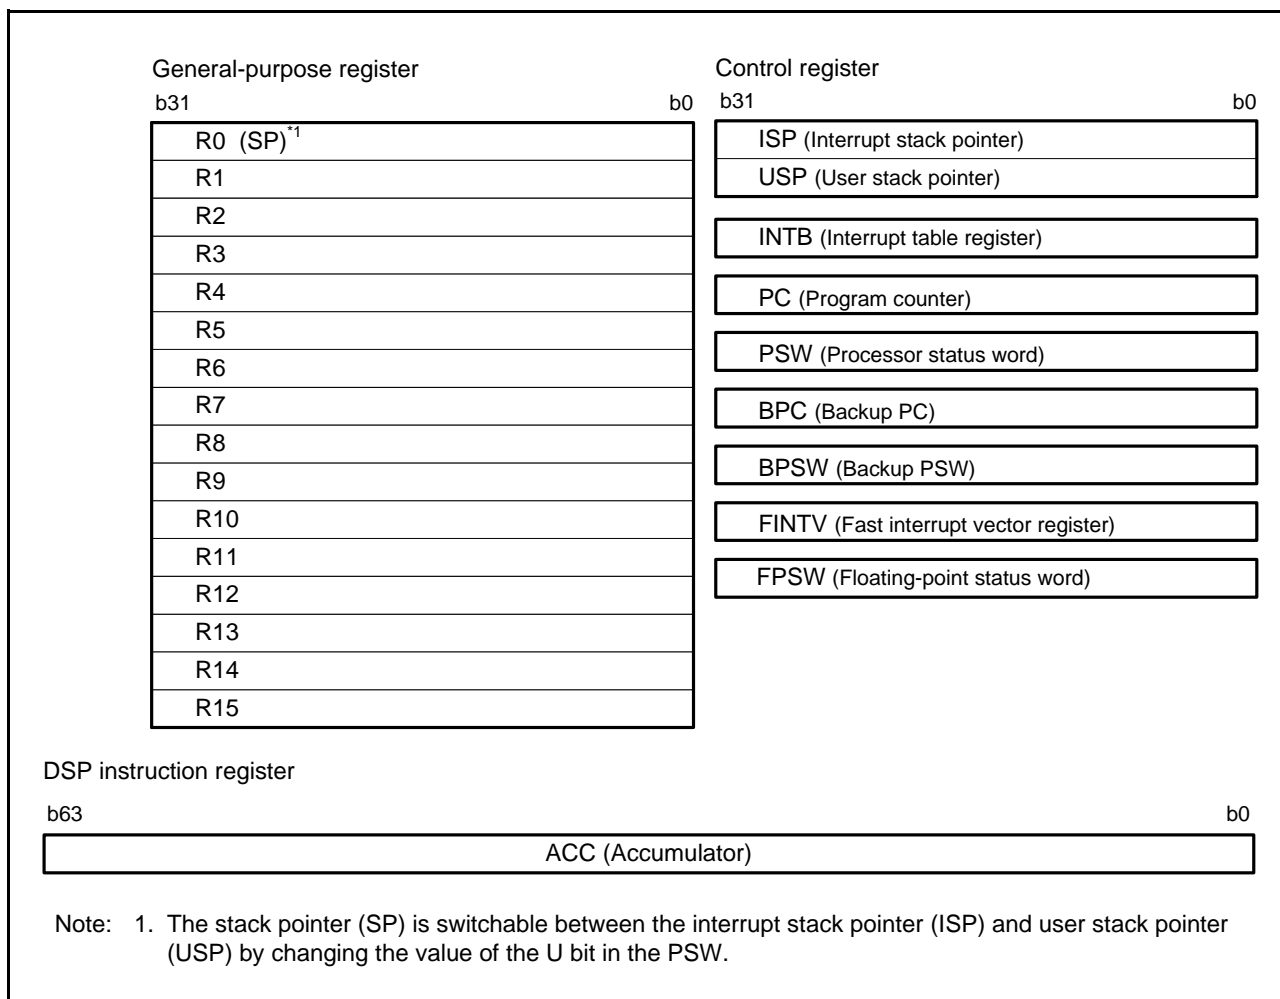 General-purpose register
b31 b0
R0 (SP)*1
R1
R2
R3
R4
R5
R6
R7
R8
R9
R10
R11
R12
R13
R14
R15
Control register
b31 b0
ISP (Interrupt stack pointer)
USP (User stack pointer)
INTB (Interrupt table register)
PC (Program counter)
PSW (Processor status word)
BPC (Backup PC)
BPSW (Backup PSW)
FINTV (Fast interrupt vector register)
FPSW (Floating-point status word)
DSP instruction register
b63 b0
ACC (Accumulator)
Note: 1. The stack pointer (SP) is switchable between the interrupt stack pointer (ISP) and user stack pointer
(USP) by changing the value of the U bit in the PSW.